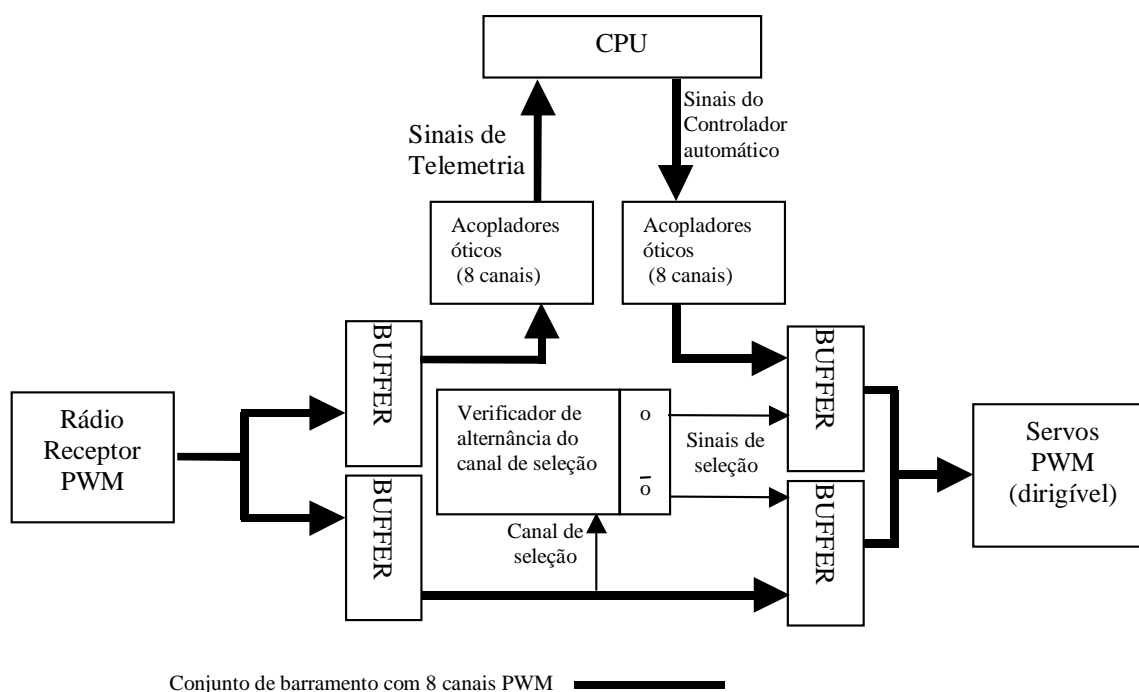 CPU
Sinais de
Telemetria
Sinais do
Controlador
automático
Acopladores
óticos
(8 canais)
Acopladores
óticos
(8 canais)
BUFFER
BUFFER
Rádio
Receptor
PWM
Verificador de
alternância do
canal de seleção
o
o̅
Sinais de
seleção
Canal de
seleção
BUFFER
BUFFER
Servos
PWM
(dirigível)
Conjunto de barramento com 8 canais PWM